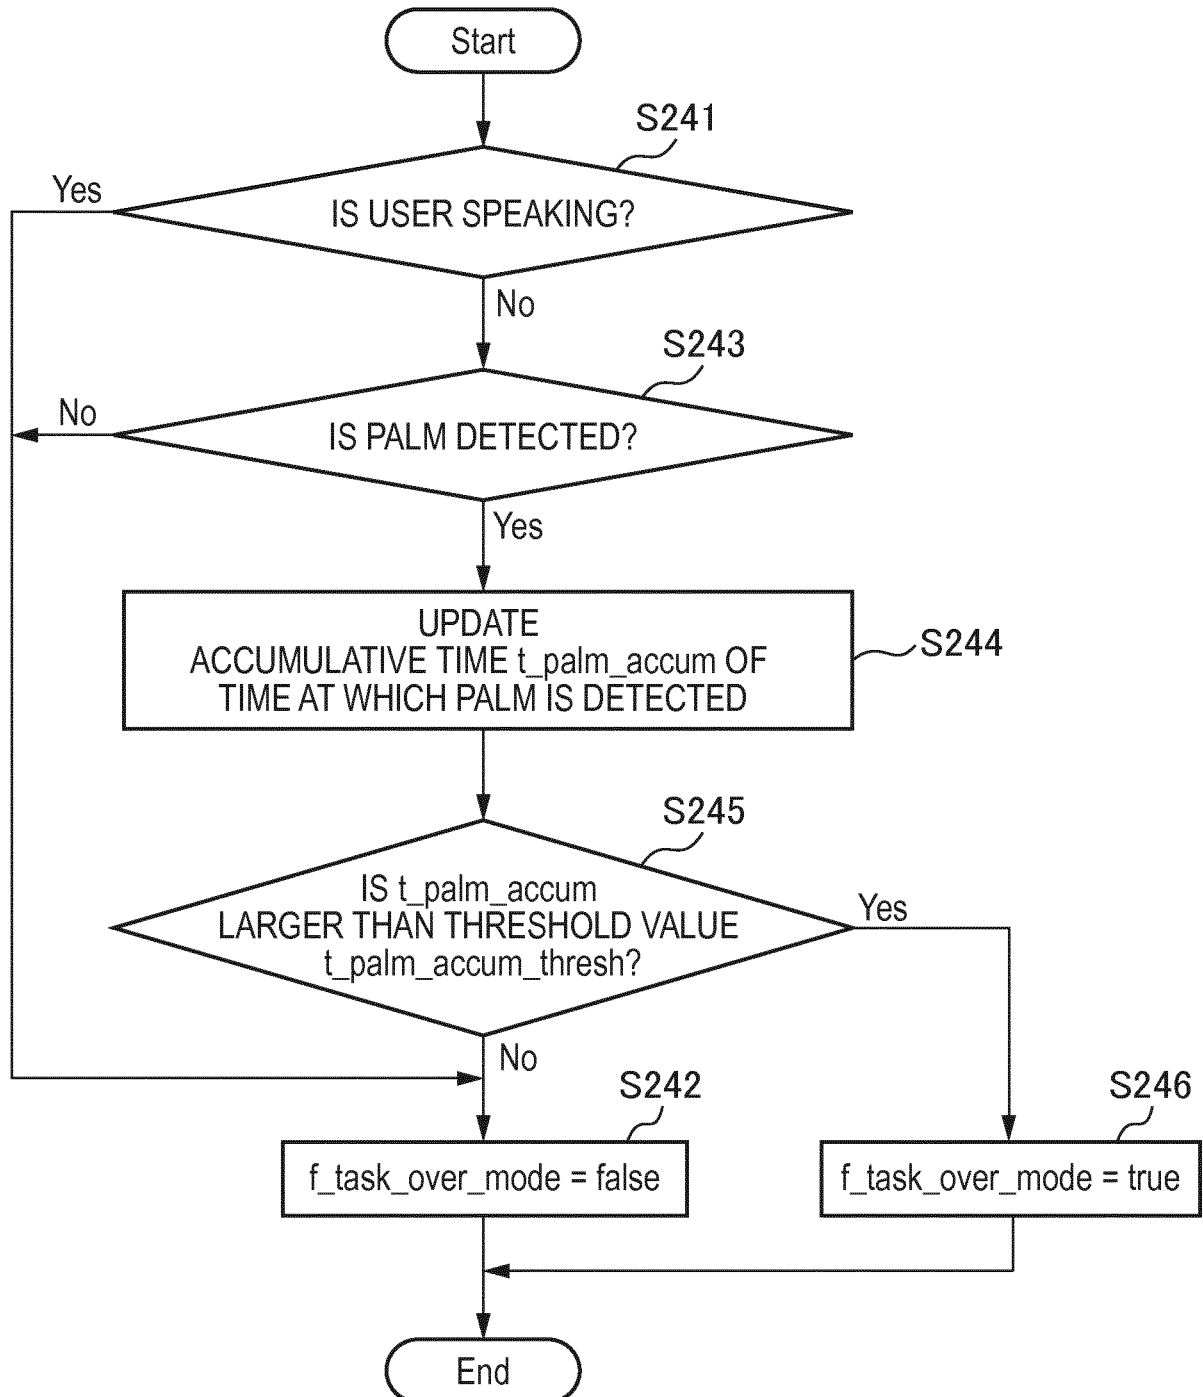 Start
S241
Yes
IS USER SPEAKING?
No
S243
No
IS PALM DETECTED?
Yes
UPDATE
ACCUMULATIVE TIME t_palm_accum OF
TIME AT WHICH PALM IS DETECTED
S244
S245
IS t_palm_accum
LARGER THAN THRESHOLD VALUE
t_palm_accum_thresh?
Yes
No
S242
S246
f_task_over_mode = false
f_task_over_mode = true
End